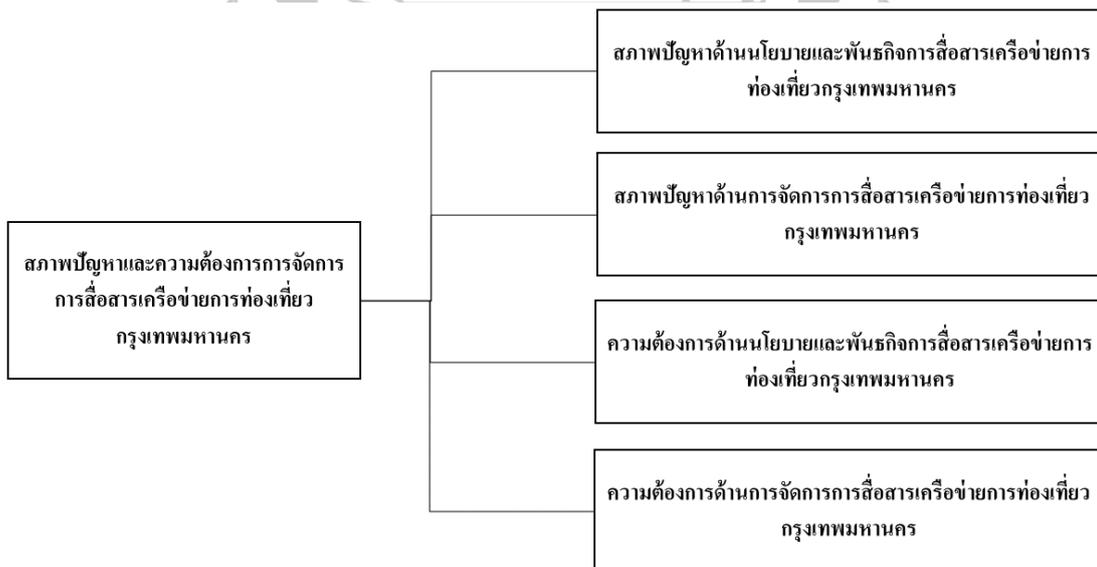 สภาพปัญหาด้านนโยบายและพันธกิจการสื่อสารเครือข่ายการ
ท่องเที่ยวกรุงเทพมหานคร
สภาพปัญหาด้านการจัดการการสื่อสารเครือข่ายการท่องเที่ยว
กรุงเทพมหานคร
สภาพปัญหาและความต้องการการจัดการ
การสื่อสารเครือข่ายการท่องเที่ยว
กรุงเทพมหานคร
ความต้องการด้านนโยบายและพันธกิจการสื่อสารเครือข่ายการ
ท่องเที่ยวกรุงเทพมหานคร
ความต้องการด้านการจัดการการสื่อสารเครือข่ายการท่องเที่ยว
กรุงเทพมหานคร